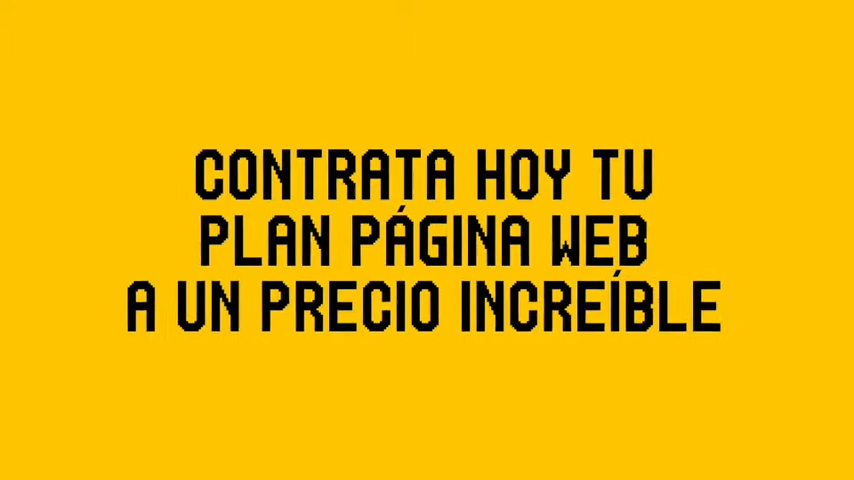 CONTRATA HOY TU
PLAN PÁGINA WEB
A UN PRECIO INCREÍBLE